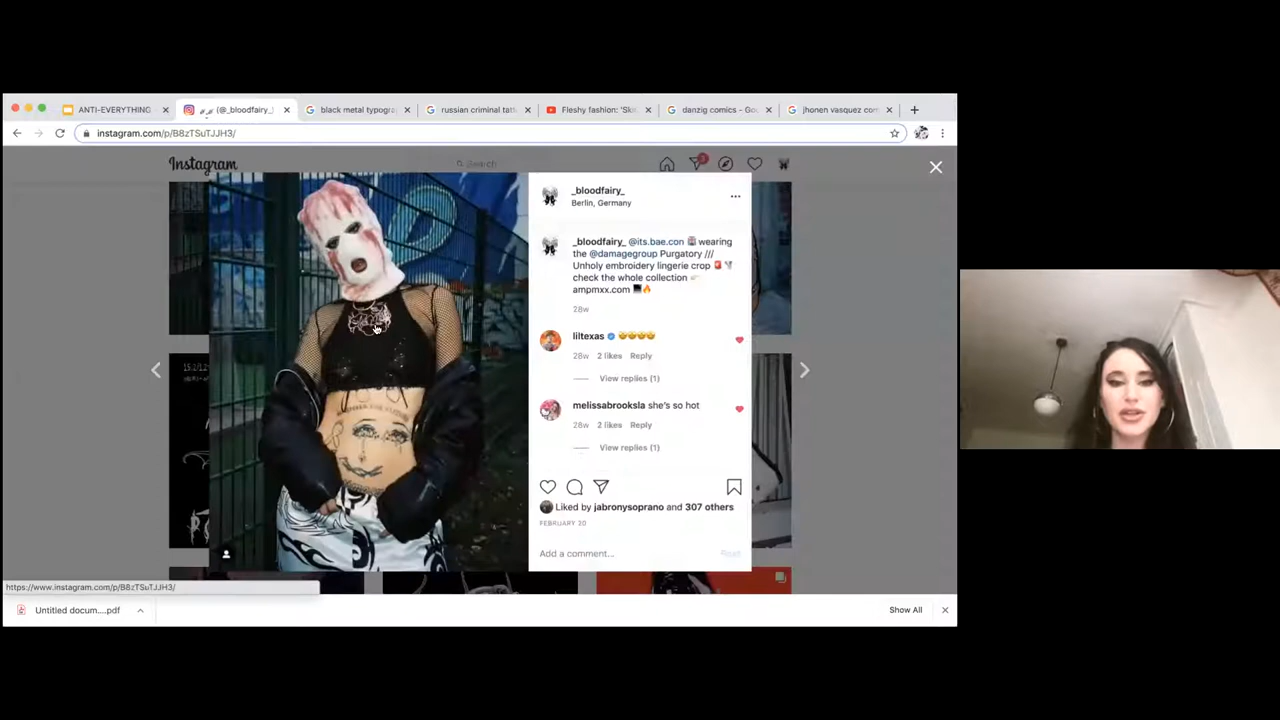 ANTI-EVERYTHING
(@_bloodfairy_)
black metal typogra
russian criminal tatt
Fleshy fashion: 'Ski
danzig comics - Go
jhonen vasquez com
instagram.com/p/B8zTSuTJJH3/
Instagram
Search
3
_bloodfairy_
Berlin, Germany
_bloodfairy_ @its.bae.con wearing
the @damagegroup Purgatory ///
Unholy embroidery lingerie crop
check the whole collection
ampmxx.com
28w
liltexas
28w 2 likes Reply
View replies (1)
melissabrooksla she's so hot
28w 2 likes Reply
View replies (1)
Liked by jabronysoprano and 307 others
FEBRUARY 20
Add a comment...
Post
https://www.instagram.com/p/B8zTSuTJJH3/
Untitled docum....pdf
Show All